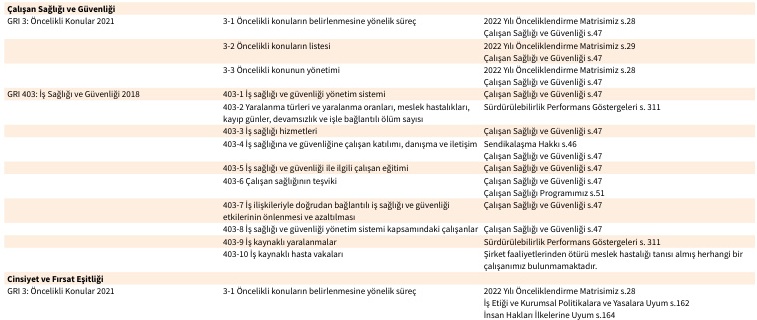 Çalışan Sağlığı ve Güvenliği
GRI 3: Öncelikli Konular 2021 3-1 Öncelikli konuların belirlenmesine yönelik süreç 2022 Yılı Önceliklendirme Matrisimiz s.28
Çalışan Sağlığı ve Güvenliği s.47
3-2 Öncelikli konuların listesi 2022 Yılı Önceliklendirme Matrisimiz s.29
Çalışan Sağlığı ve Güvenliği s.47
3-3 Öncelikli konunun yönetimi 2022 Yılı Önceliklendirme Matrisimiz s.28
Çalışan Sağlığı ve Güvenliği s.47
GRI 403: İş Sağlığı ve Güvenliği 2018 403-1 İş sağlığı ve güvenliği yönetim sistemi Çalışan Sağlığı ve Güvenliği s.47
403-2 Yaralanma türleri ve yaralanma oranları, meslek hastalıkları, Sürdürülebilirlik Performans Göstergeleri s. 311
kayıp günler, devamsızlık ve işle bağlantılı ölüm sayısı
403-3 İş sağlığı hizmetleri Çalışan Sağlığı ve Güvenliği s.47
403-4 İş sağlığına ve güvenliğine çalışan katılımı, danışma ve iletişim Sendikalaşma Hakkı s.46
Çalışan Sağlığı ve Güvenliği s.47
403-5 İş sağlığı ve güvenliği ile ilgili çalışan eğitimi Çalışan Sağlığı ve Güvenliği s.47
403-6 Çalışan sağlığının teşviki Çalışan Sağlığı ve Güvenliği s.47
Çalışan Sağlığı Programımız s.51
403-7 İş ilişkileriyle doğrudan bağlantılı iş sağlığı ve güvenliği Çalışan Sağlığı ve Güvenliği s.47
etkilerinin önlenmesi ve azaltılması
403-8 İş sağlığı ve güvenliği yönetim sistemi kapsamındaki çalışanlar Çalışan Sağlığı ve Güvenliği s.47
403-9 İş kaynaklı yaralanmalar Sürdürülebilirlik Performans Göstergeleri s. 311
403-10 İş kaynaklı hasta vakaları Şirket faaliyetlerinden ötürü meslek hastalığı tanısı almış herhangi bir
çalışanımız bulunmamaktadır.
Cinsiyet ve Fırsat Eşitliği
GRI 3: Öncelikli Konular 2021 3-1 Öncelikli konuların belirlenmesine yönelik süreç 2022 Yılı Önceliklendirme Matrisimiz s.28
İş Etiği ve Kurumsal Politikalara ve Yasalara Uyum s.162
İnsan Hakları İlkelerine Uyum s.164